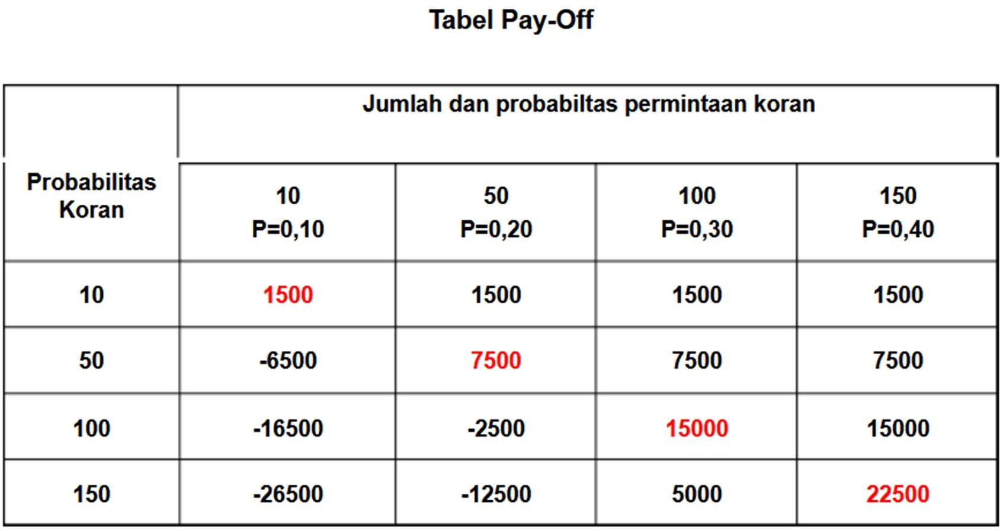 Tabel Pay-Off
Jumlah dan probabiltas permintaan koran
Probabilitas
Koran
10 50 100 150
P=0,10 P=0,20 P=0,30 P=0,40
10 1500 1500 1500 1500
50 -6500 7500 7500 7500
100 -16500 -2500 15000 15000
150 -26500 -12500 5000 22500